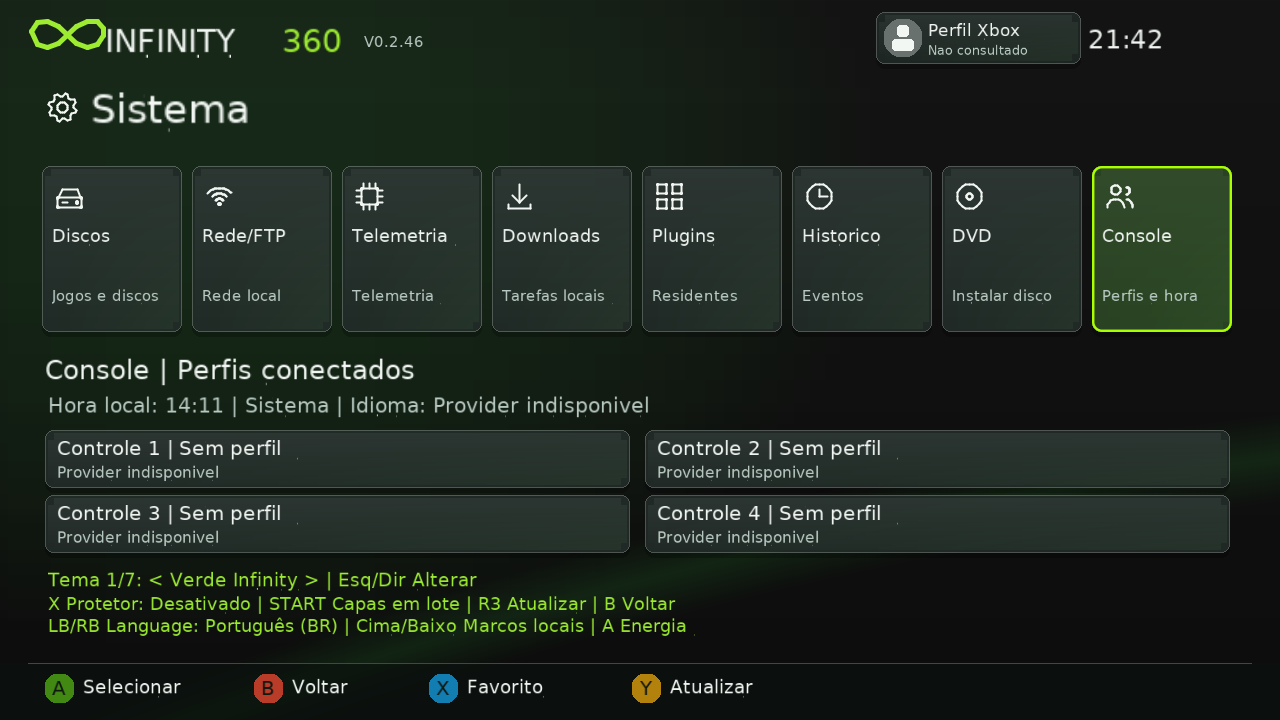 INFINITY 360 V0.2.46
Perfil Xbox
Nao consultado
21:42
Sistema
Discos
Jogos e discos
Rede/FTP
Rede local
Telemetria
Telemetria
Downloads
Tarefas locais
Plugins
Residentes
Historico
Eventos
DVD
Instalar disco
Console
Perfis e hora
Console | Perfis conectados
Hora local: 14:11 | Sistema | Idioma: Provider indisponivel
Controle 1 | Sem perfil
Provider indisponivel
Controle 2 | Sem perfil
Provider indisponivel
Controle 3 | Sem perfil
Provider indisponivel
Controle 4 | Sem perfil
Provider indisponivel
Tema 1/7: < Verde Infinity > | Esq/Dir Alterar
X Protetor: Desativado | START Capas em lote | R3 Atualizar | B Voltar
LB/RB Language: Português (BR) | Cima/Baixo Marcos locais | A Energia
A Selecionar B Voltar X Favorito Y Atualizar